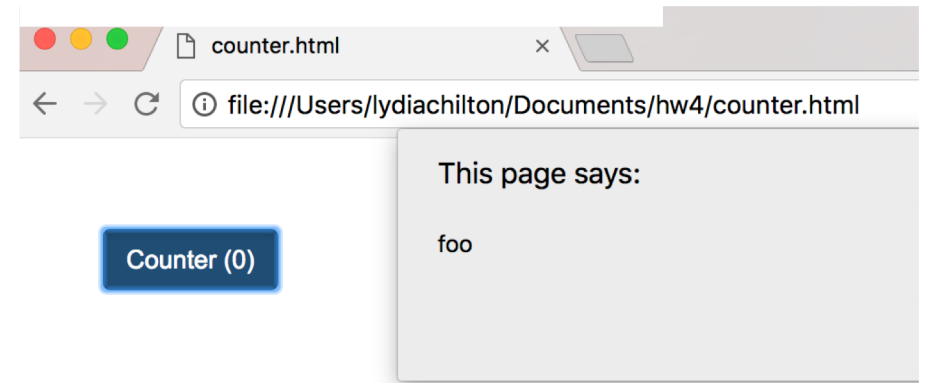 counter.html
file:///Users/lydiachilton/Documents/hw4/counter.html
This page says:
foo
Counter (0)